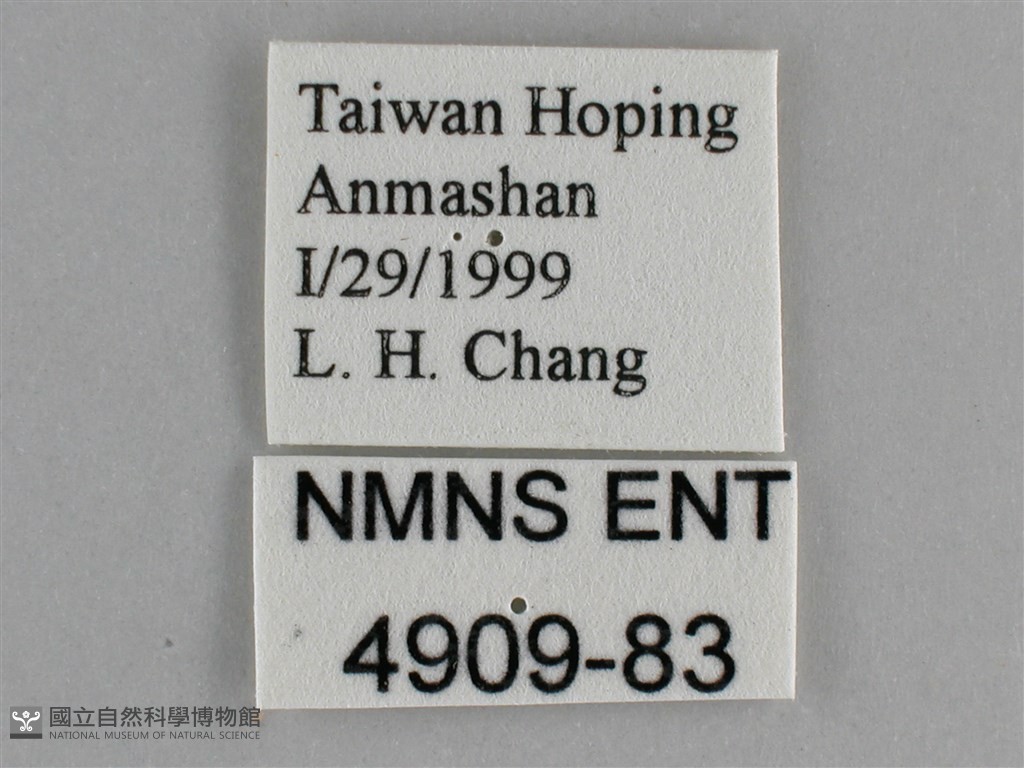 Taiwan Hoping
Anmashan
I/29/1999
L. H. Chang
NMNS ENT
4909-83
國立自然科學博物館
NATIONAL MUSEUM OF NATURAL SCIENCE